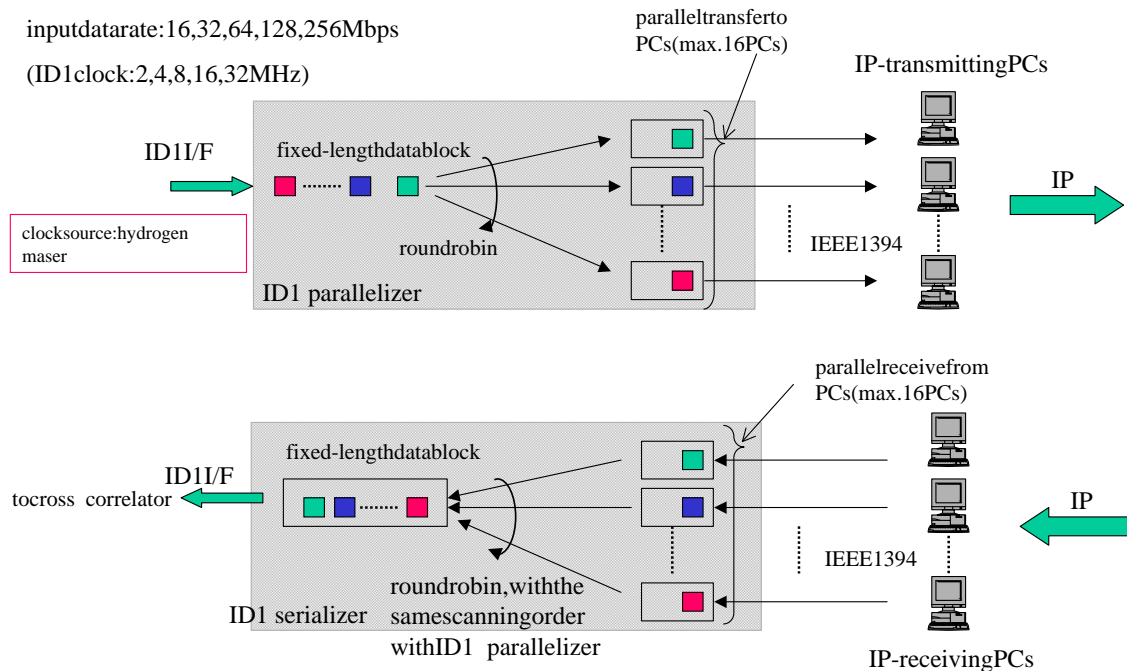 inputdatarate:16,32,64,128,256Mbps
(ID1clock:2,4,8,16,32MHz)
paralleltransferto
PCs(max.16PCs)
IP-transmittingPCs
ID1I/F
fixed-lengthdatablock
IP
clocksource:hydrogen
maser
roundrobin
IEEE1394
ID1 parallelizer
parallelreceivefrom
PCs(max.16PCs)
fixed-lengthdatablock
ID1I/F
tocross correlator
IP
IEEE1394
roundrobin,withthe
samescanningorder
withID1 parallelizer
ID1 serializer
IP-receivingPCs